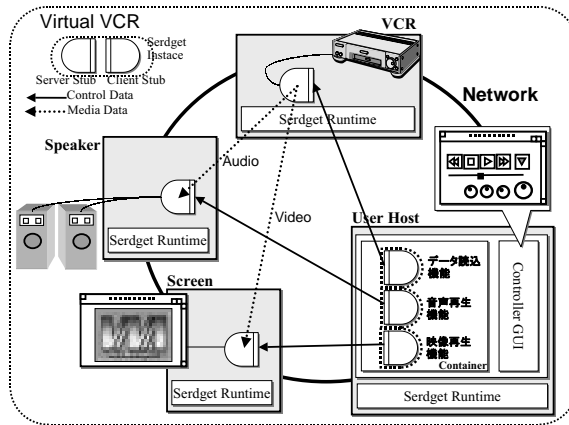 Virtual VCR
Serdget
Instace
Server Stub
Client Stub
Control Data
Media Data
VCR
Serdget Runtime
Network
Speaker
Audio
Serdget Runtime
Video
User Host
データ読込
機能
音声再生
機能
映像再生
機能
Container
Controller GUI
Serdget Runtime
Screen
Serdget Runtime